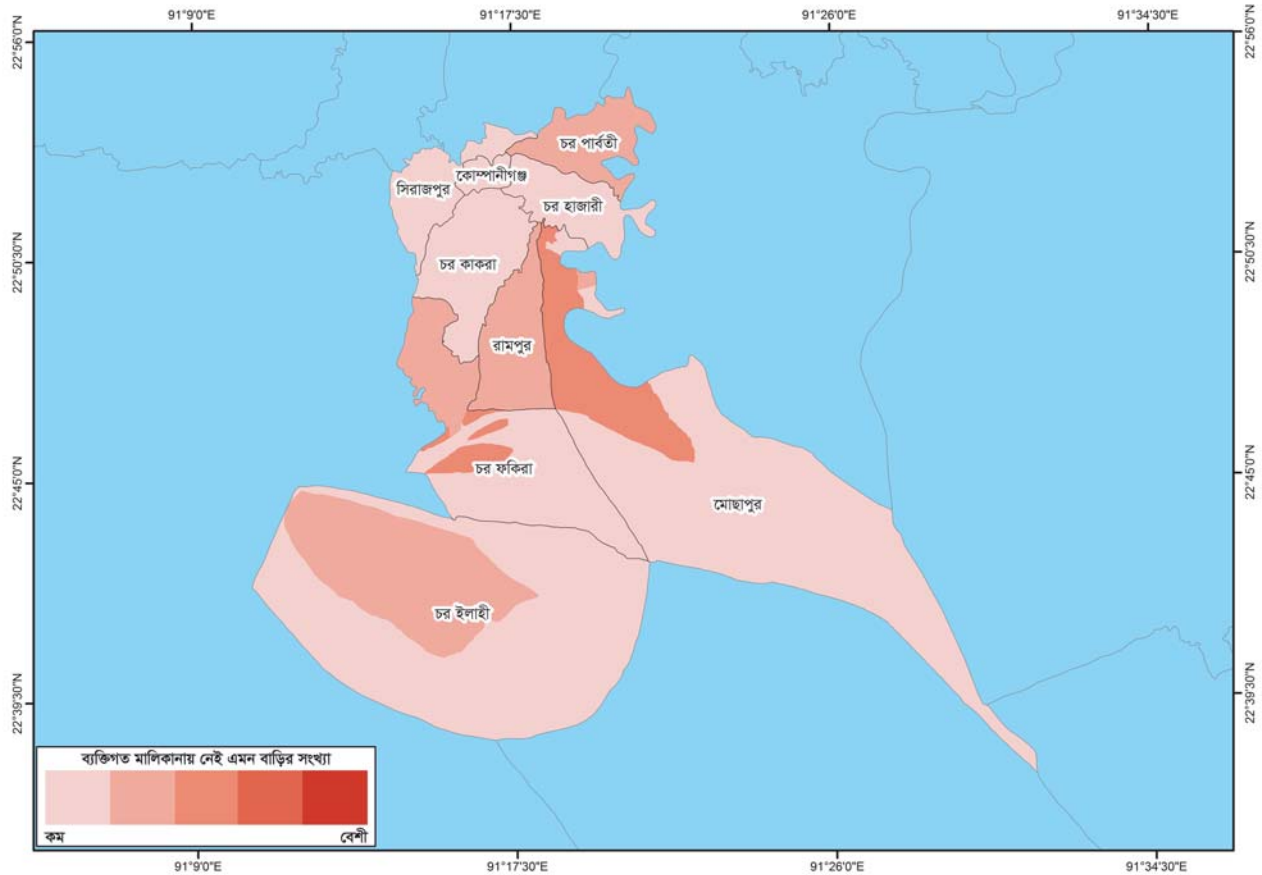 91°9'0"E
91°17'30"E
91°26'0"E
91°34'30"E
22°56'0"N
22°56'0"N
চর পার্বতী
কোম্পানীগঞ্জ
সিরাজপুর
চর হাজারী
22°50'30"N
22°50'30"N
চর কাকরা
রামপুর
চর ফকিরা
22°45'0"N
22°45'0"N
মোছাপুর
চর ইলাহী
22°39'30"N
22°39'30"N
ব্যক্তিগত মালিকানায় নেই এমন বাড়ির সংখ্যা
কম
বেশী
91°9'0"E
91°17'30"E
91°26'0"E
91°34'30"E